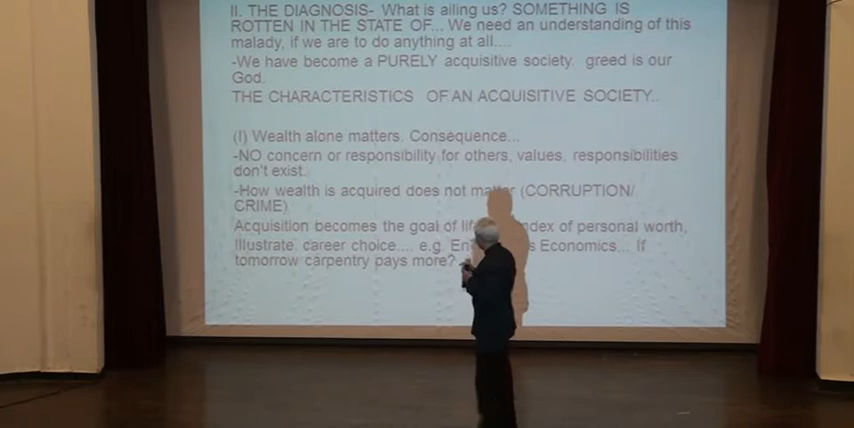 II. THE DIAGNOSIS- What is ailing us? SOMETHING IS
ROTTEN IN THE STATE OF... We need an understanding of this
malady, if we are to do anything at all....
-We have become a PURELY acquisitive society. greed is our
God.
THE CHARACTERISTICS OF AN ACQUISITIVE SOCIETY..
(I) Wealth alone matters. Consequence...
-NO concern or responsibility for others, values, responsibilities
don't exist.
-How wealth is acquired does not matter (CORRUPTION/
CRIME)
Acquisition becomes the goal of index of personal worth,
Illustrate. career choice.... e.g. Economics... If
tomorrow carpentry pays more?